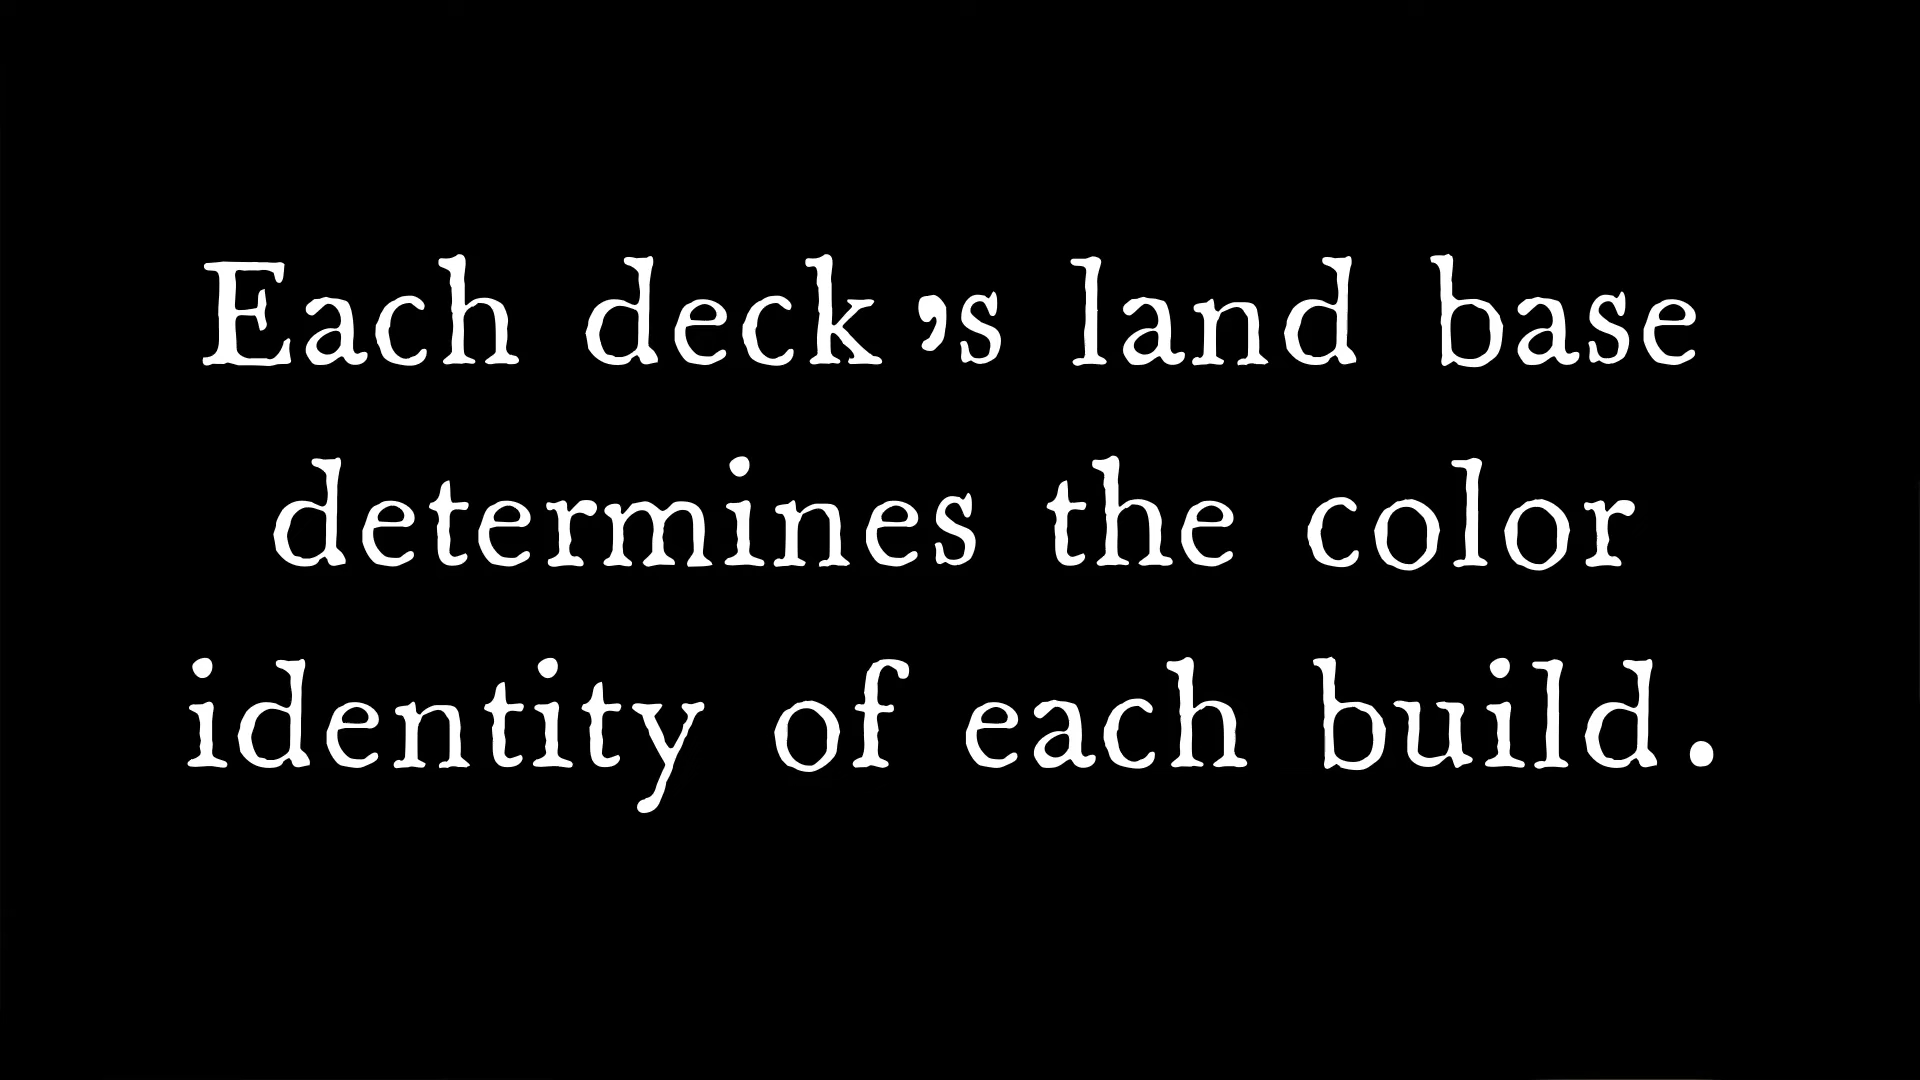 Each deck's land base
determines the color
identity of each build.